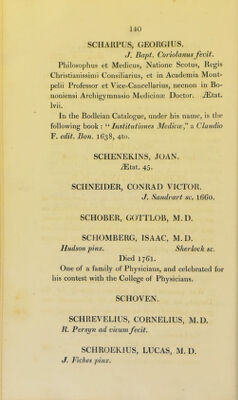 140
SCHARPUS, GEORGIUS.
J. Bapt. Coriolanus fecit.
Philosophus et Medicus, Natione Scotus, Regis
Christianissimi Consiliarius, et in Academia Mont-
pelii Professor et Vice-Cancellarius, necnon in Bo-
noniensi Archigymnasio Medicinæ Doctor. Ætat.
lvii.
In the Bodleian Catalogue, under his name, is the
following book: “Institutiones Medicæ,” a Claudio
F. edit. Bon. 1638, 4to.
SCHENEKINS, JOAN.
Ætat. 45.
SCHNEIDER, CONRAD VICTOR.
J. Sandrart sc. 1660.
SCHOBER, GOTTLOB, M. D.
SCHOMBERG, ISAAC, M. D.
Hudson pinx. Sherlock sc.
Died 1761.
One of a family of Physicians, and celebrated for
his contest with the College of Physicians.
SCHOVEN.
SCHREVELIUS, CORNELIUS, M. D.
R. Persyn ad vivum fecit.
SCHROEKIUS, LUCAS, M. D.
J. Fiches pinx.